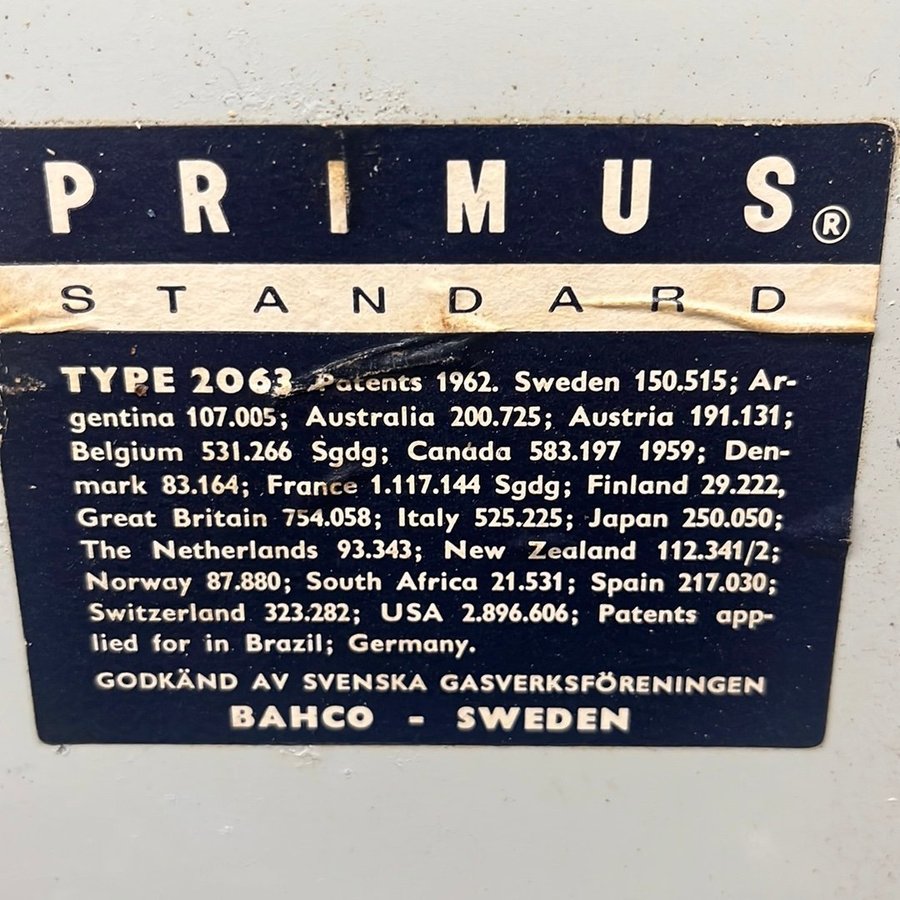 PRIMUS®
STANDARD
TYPE 2063 Patents 1962. Sweden 150.515; Ar-
gentina 107.005; Australia 200.725; Austria 191.131;
Belgium 531.266 Sgdg; Canada 583.197 1959; Den-
mark 83.164; France 1.117.144 Sgdg; Finland 29.222,
Great Britain 754.058; Italy 525.225; Japan 250.050;
The Netherlands 93.343; New Zealand 112.341/2;
Norway 87.880; South Africa 21.531; Spain 217.030;
Switzerland 323.282; USA 2.896.606; Patents app-
lied for in Brazil; Germany.
GODKÄND AV SVENSKA GASVERKSFÖRENINGEN
BAHCO - SWEDEN